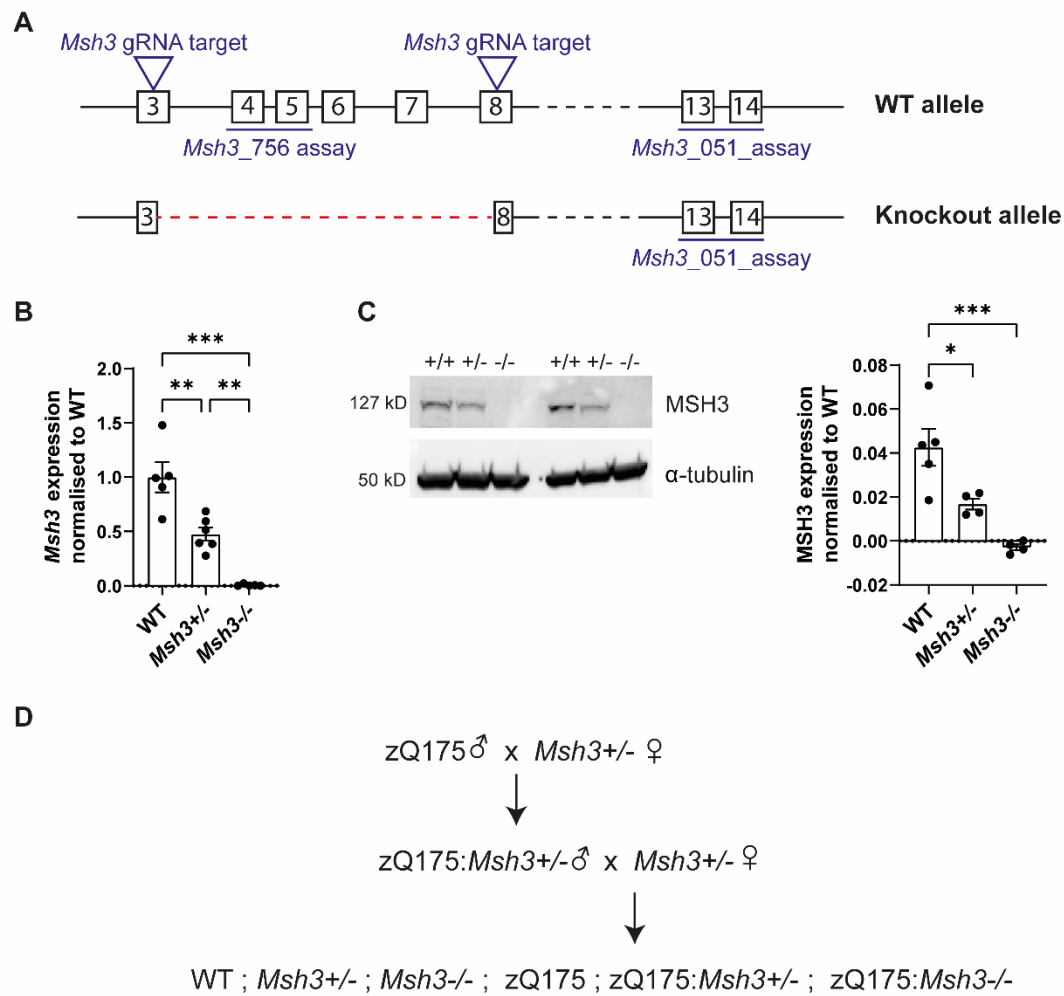 A
Msh3 gRNA target
Msh3 gRNA target
3 4 5 6 7 8 13 14 WT allele
Msh3_756 assay
Msh3_051_assay
3 8 13 14 Knockout allele
Msh3_051_assay
B
***
** **
2.0
1.5
1.0
0.5
0.0
Msh3 expression
normalised to WT
WT
Msh3+/-
Msh3-/-
C
+/+ +/- -/- +/+ +/- -/-
127 kD MSH3
50 kD α-tubulin
***
*
0.08
0.06
0.04
0.02
0.00
-0.02
MSH3 expression
normalised to WT
WT
Msh3+/-
Msh3-/-
D
zQ175♂ x Msh3+/- ♀
zQ175:Msh3+/-♂ x Msh3+/- ♀
WT ; Msh3+/- ; Msh3-/- ; zQ175 ; zQ175:Msh3+/- ; zQ175:Msh3-/-